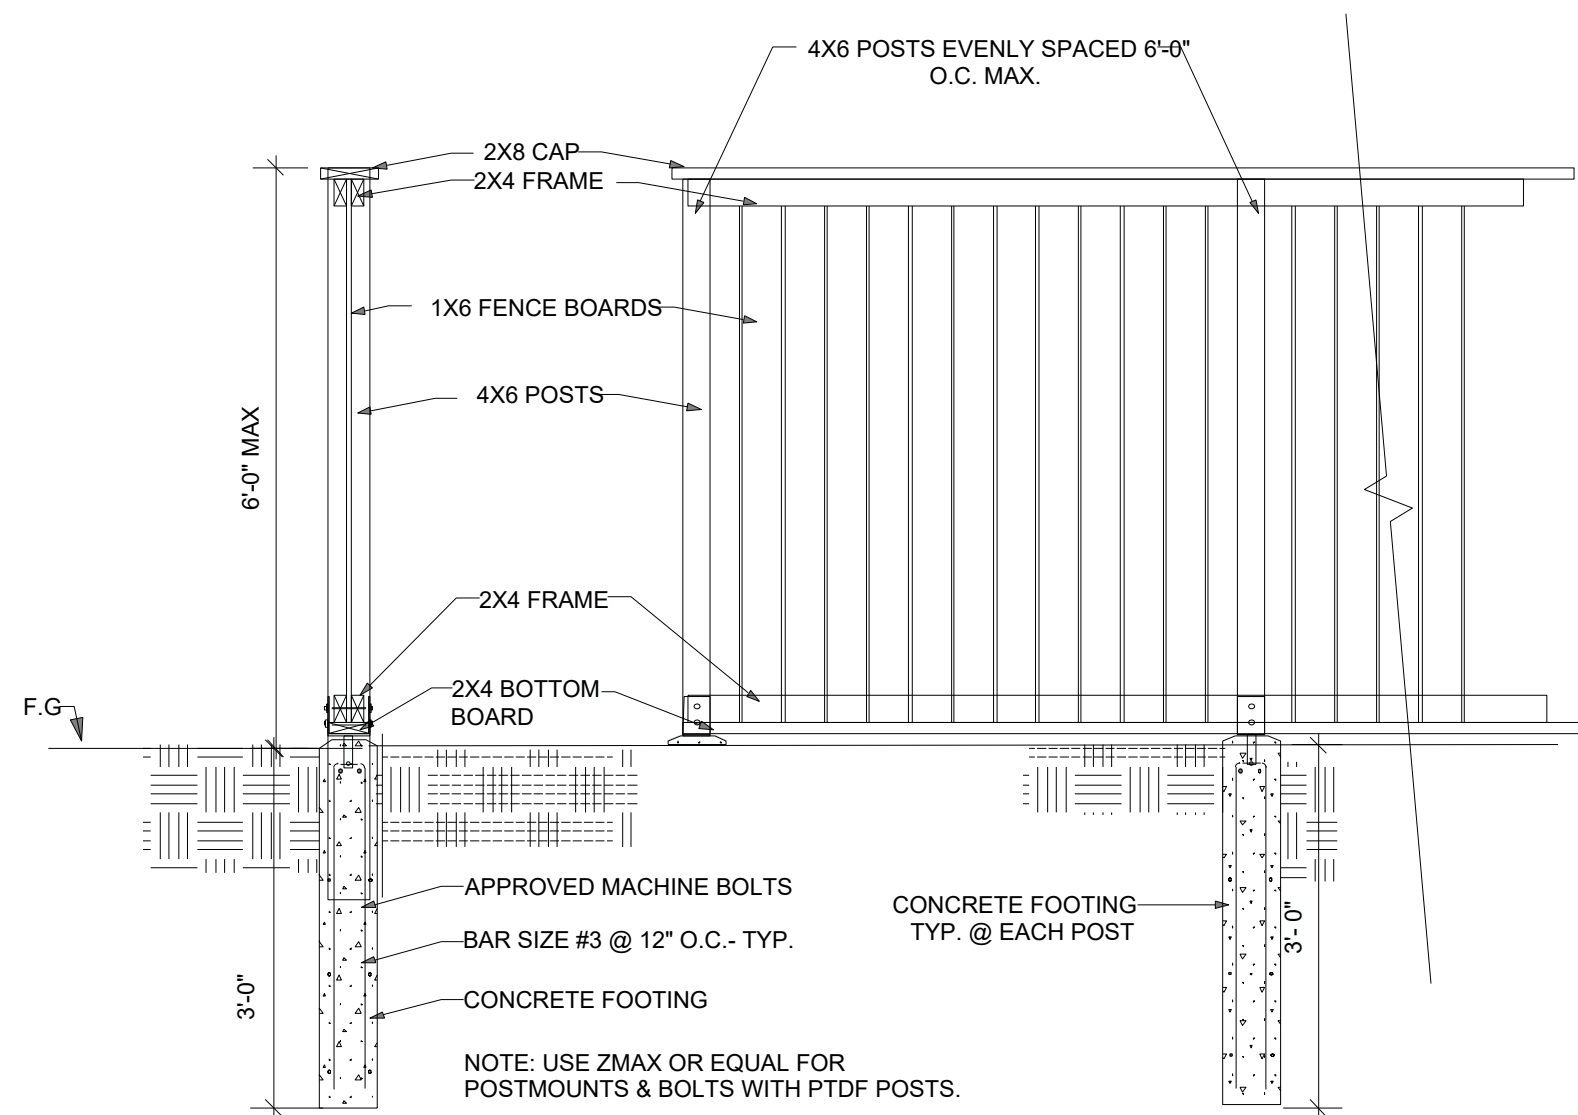 4X6 POSTS EVENLY SPACED 6'-0"
O.C. MAX.
2X8 CAP
2X4 FRAME
1X6 FENCE BOARDS
4X6 POSTS
6'-0" MAX
2X4 FRAME
2X4 BOTTOM
BOARD
F.G
APPROVED MACHINE BOLTS
BAR SIZE #3 @ 12" O.C.- TYP.
CONCRETE FOOTING
3'-0"
CONCRETE FOOTING
TYP. @ EACH POST
3'- 0"
NOTE: USE ZMAX OR EQUAL FOR
POSTMOUNTS & BOLTS WITH PTDF POSTS.